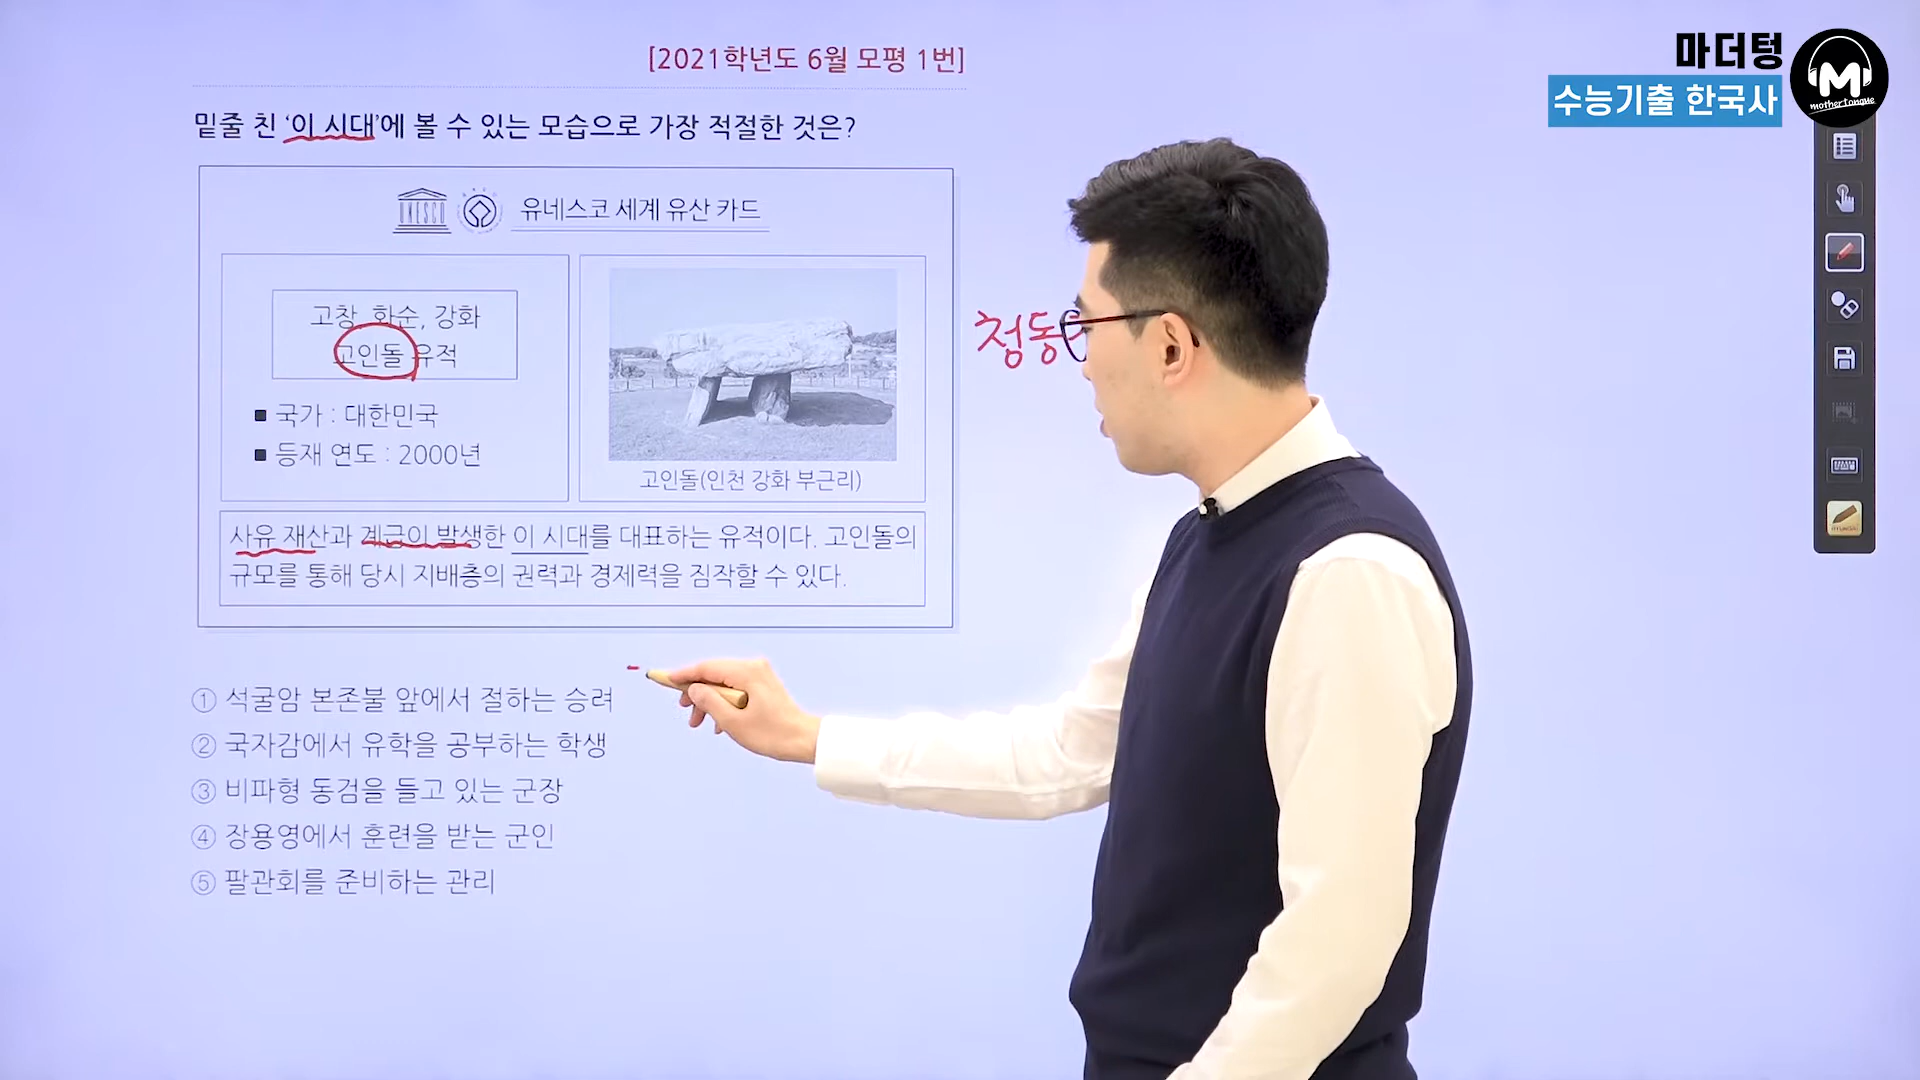 [2021학년도 6월 모평 1번]
마더텅
수능기출 한국사
M
mothertongue
밑줄 친 ‘이 시대’에 볼 수 있는 모습으로 가장 적절한 것은?
UNESCO
유네스코 세계 유산 카드
고창, 화순, 강화
고인돌 유적
■ 국가 : 대한민국
■ 등재 연도 : 2000년
고인돌(인천 강화 부근리)
청동
사유 재산과 계급이 발생한 이 시대를 대표하는 유적이다. 고인돌의
규모를 통해 당시 지배층의 권력과 경제력을 짐작할 수 있다.
① 석굴암 본존불 앞에서 절하는 승려
② 국자감에서 유학을 공부하는 학생
③ 비파형 동검을 들고 있는 군장
④ 장용영에서 훈련을 받는 군인
⑤ 팔관회를 준비하는 관리